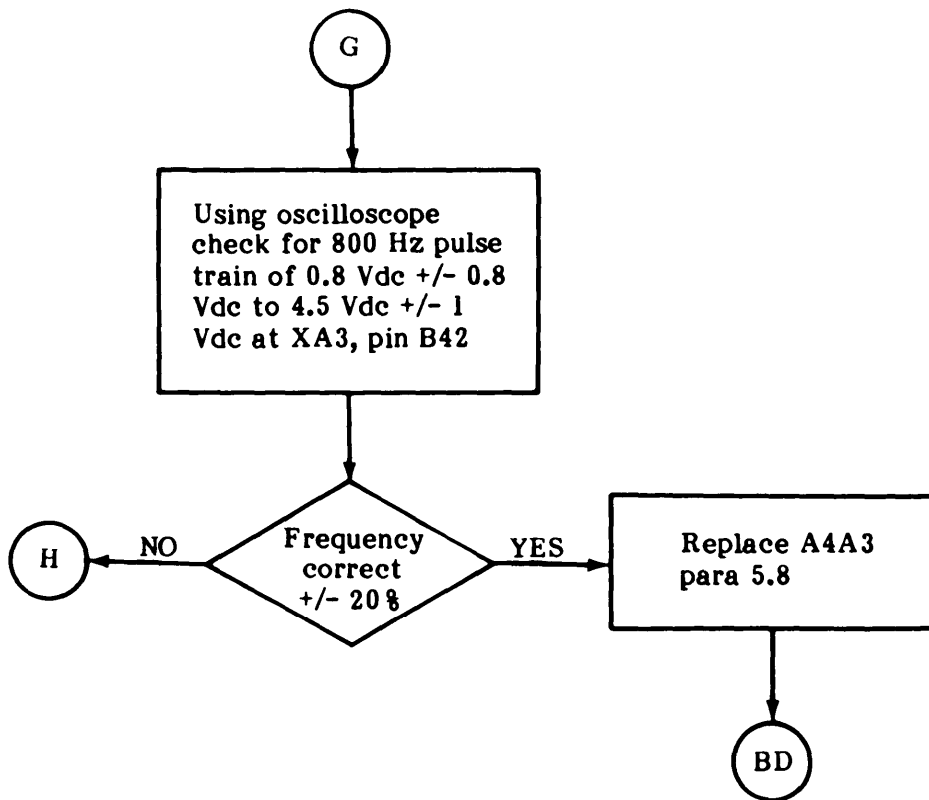 G
Using oscilloscope
check for 800 Hz pulse
train of 0.8 Vdc +/- 0.8
Vdc to 4.5 Vdc +/- 1
Vdc at XA3, pin B42
Frequency
correct
+/- 20%
NO
H
YES
Replace A4A3
para 5.8
BD